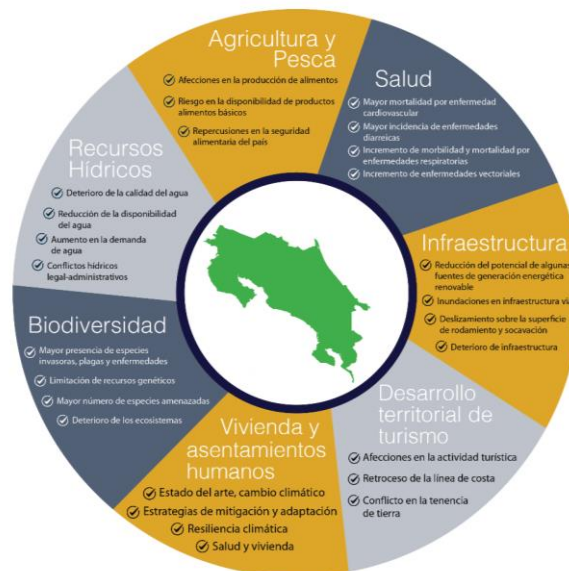 Agricultura y
Pesca
Afecciones en la producción de alimentos
Riesgo en la disponibilidad de productos
alimentos básicos
Repercusiones en la seguridad
alimentaria del país
Salud
Mayor mortalidad por enfermedad
cardiovascular
Mayor incidencia de enfermedades
diarreicas
Incremento de morbilidad y mortalidad por
enfermedades respiratorias
Incremento de enfermedades vectoriales
Infraestructura
Reducción del potencial de algunas
fuentes de generación energética
renovable
Inundaciones en infraestructura via
Deslizamiento sobre la superficie
de rodamiento y socavación
Deterioro de infraestructura
Desarrollo
territorial de
turismo
Afecciones en la actividad turística
Retroceso de la línea de costa
Conflicto en la tenencia
de tierra
Vivienda y
asentamientos
humanos
Estado del arte, cambio climático
Estrategias de mitigación y adaptación
Resiliencia climática
Salud y vivienda
Biodiversidad
Mayor presencia de especies
invasoras, plagas y enfermedades
Limitación de recursos genéticos
Mayor número de especies amenazadas
Deterioro de los ecosistemas
Recursos
Hídricos
Deterioro de la calidad del agua
Reducción de la disponibilidad
del agua
Aumento en la demanda
de agua
Conflictos hídricos
legal-administrativos